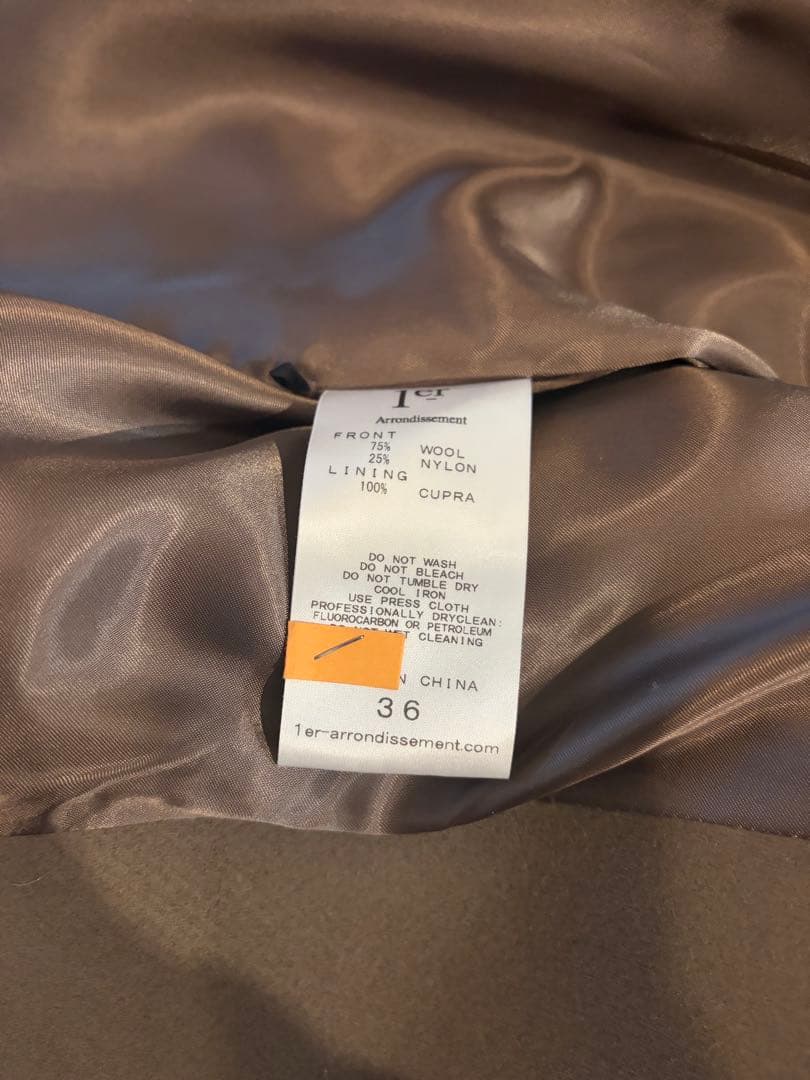 1er
Arrondissement
FRONT
75% WOOL
25% NYLON
LINING
100% CUPRA
DO NOT WASH
DO NOT BLEACH
DO NOT TUMBLE DRY
COOL IRON
USE PRESS CLOTH
PROFESSIONALLY DRYCLEAN:
FLUOROCARBON OR PETROLEUM
CLEANING
CHINA
36
1er-arrondissement.com